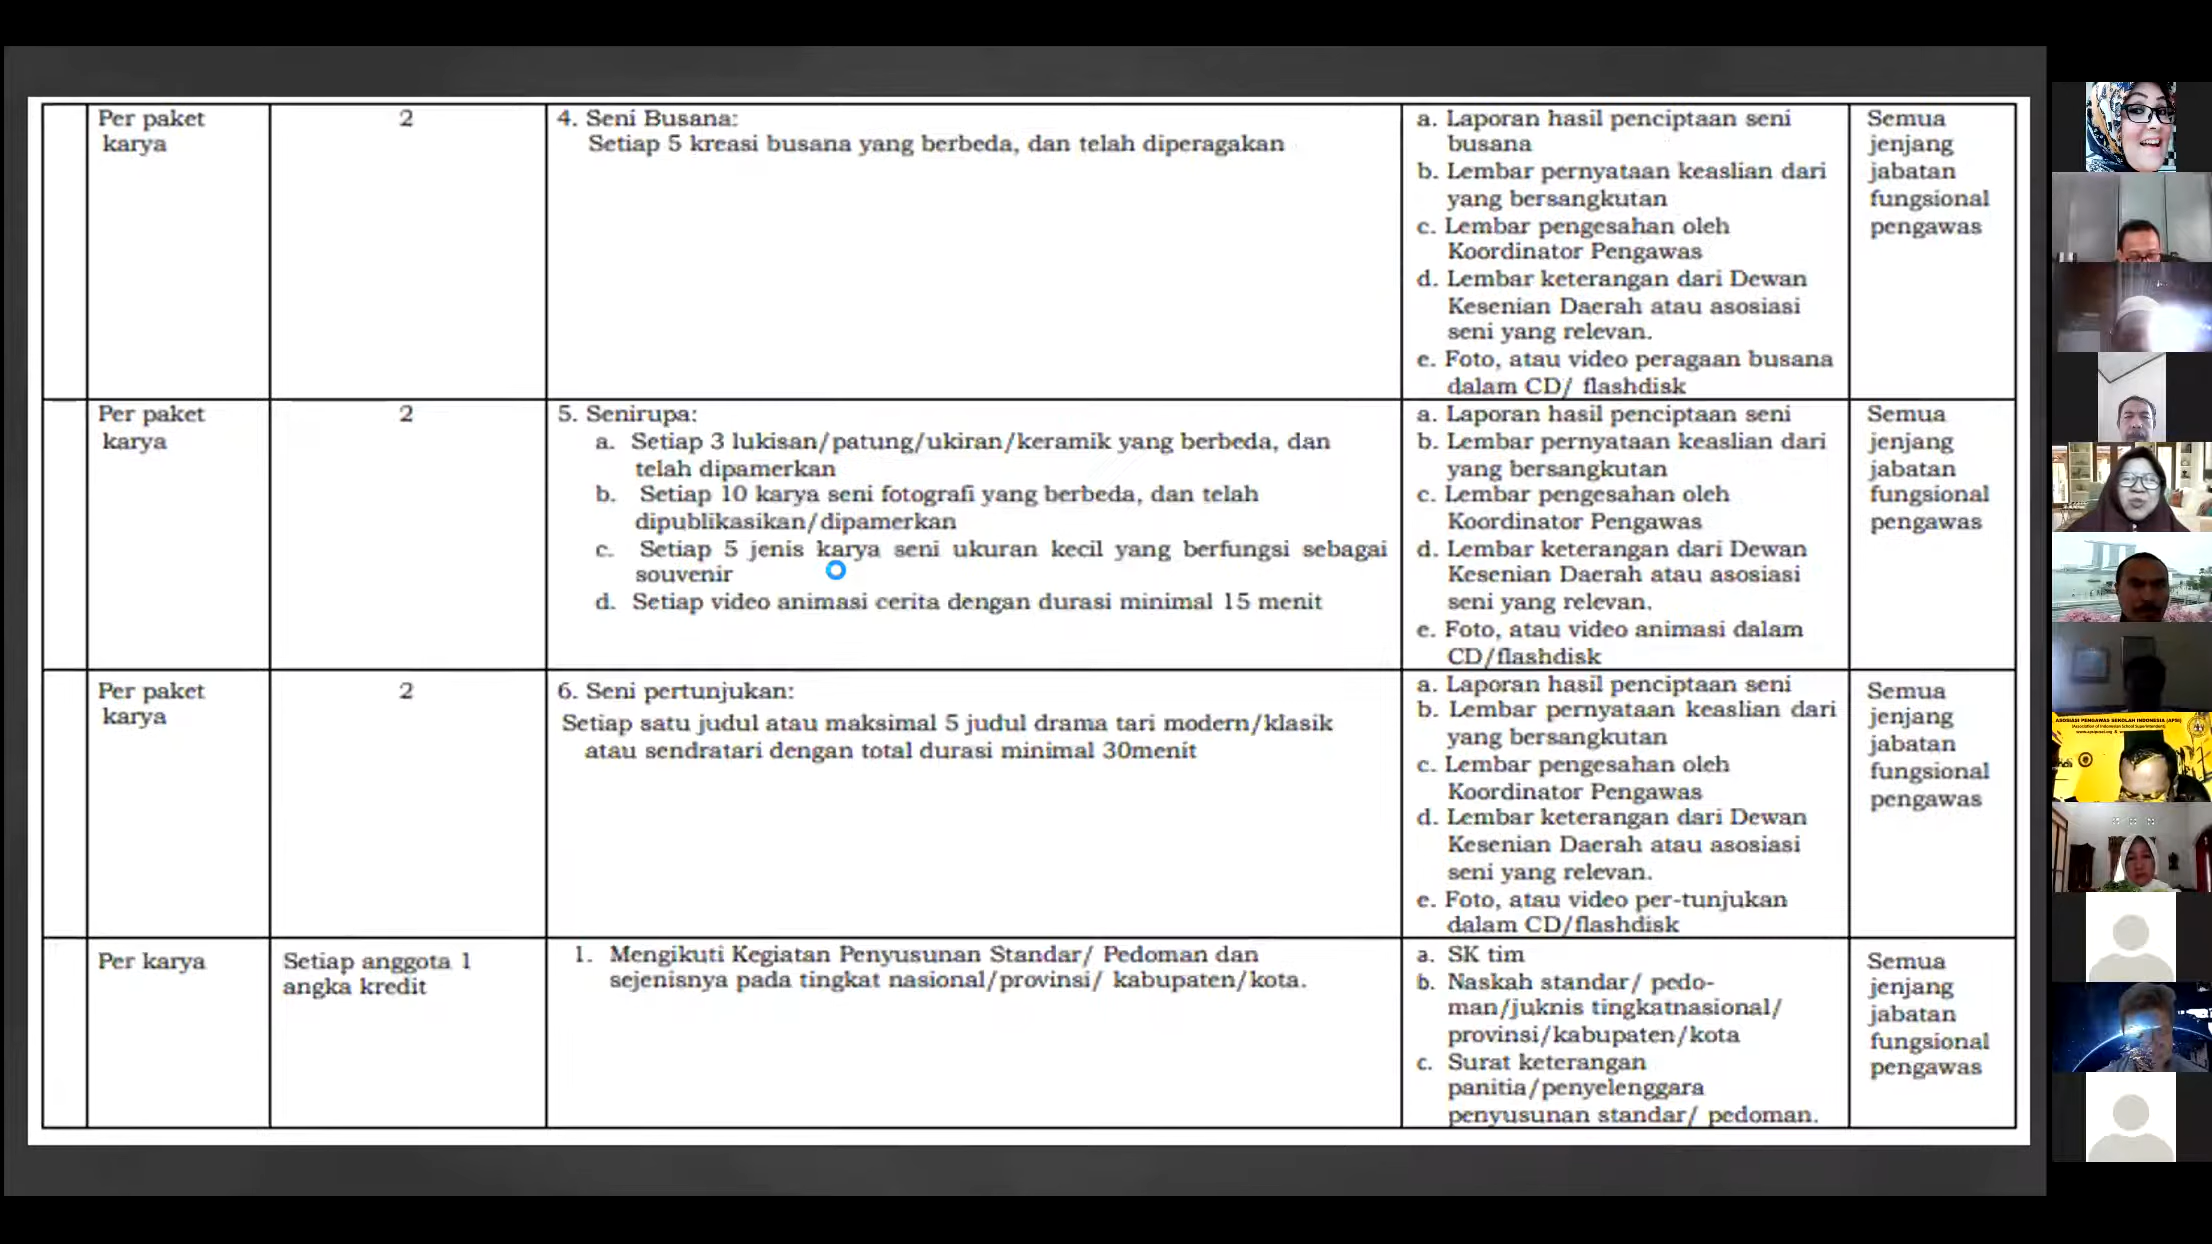 Per paket
karya
2
4. Seni Busana:
Setiap 5 kreasi busana yang berbeda, dan telah diperagakan
a. Laporan hasil penciptaan seni
busana
b. Lembar pernyataan keaslian dari
yang bersangkutan
c. Lembar pengesahan oleh
Koordinator Pengawas
d. Lembar keterangan dari Dewan
Kesenian Daerah atau asosiasi
seni yang relevan.
e. Foto, atau video peragaan busana
dalam CD/ flashdisk
Semua
jenjang
jabatan
fungsional
pengawas
Per paket
karya
2
5. Senirupa:
a. Setiap 3 lukisan/patung/ukiran/keramik yang berbeda, dan
telah dipamerkan
b. Setiap 10 karya seni fotografi yang berbeda, dan telah
dipublikasikan/dipamerkan
c. Setiap 5 jenis karya seni ukuran kecil yang berfungsi sebagai
souvenir
d. Setiap video animasi cerita dengan durasi minimal 15 menit
a. Laporan hasil penciptaan seni
b. Lembar pernyataan keaslian dari
yang bersangkutan
c. Lembar pengesahan oleh
Koordinator Pengawas
d. Lembar keterangan dari Dewan
Kesenian Daerah atau asosiasi
seni yang relevan.
e. Foto, atau video animasi dalam
CD/flashdisk
Semua
jenjang
jabatan
fungsional
pengawas
Per paket
karya
2
6. Seni pertunjukan:
Setiap satu judul atau maksimal 5 judul drama tari modern/klasik
atau sendratari dengan total durasi minimal 30menit
a. Laporan hasil penciptaan seni
b. Lembar pernyataan keaslian dari
yang bersangkutan
c. Lembar pengesahan oleh
Koordinator Pengawas
d. Lembar keterangan dari Dewan
Kesenian Daerah atau asosiasi
seni yang relevan.
e. Foto, atau video per-tunjukan
dalam CD/flashdisk
Semua
jenjang
jabatan
fungsional
pengawas
Per karya
Setiap anggota 1
angka kredit
1. Mengikuti Kegiatan Penyusunan Standar/ Pedoman dan
sejenisnya pada tingkat nasional/provinsi/ kabupaten/kota.
a. SK tim
b. Naskah standar/ pedo-
man/juknis tingkatnasional/
provinsi/kabupaten/kota
c. Surat keterangan
panitia/penyelenggara
penyusunan standar/ pedoman.
Semua
jenjang
jabatan
fungsional
pengawas
ASOSIASI PENGAWAS SEKOLAH INDONESIA (APSI)
(Association of Indonesian School Superintendent)